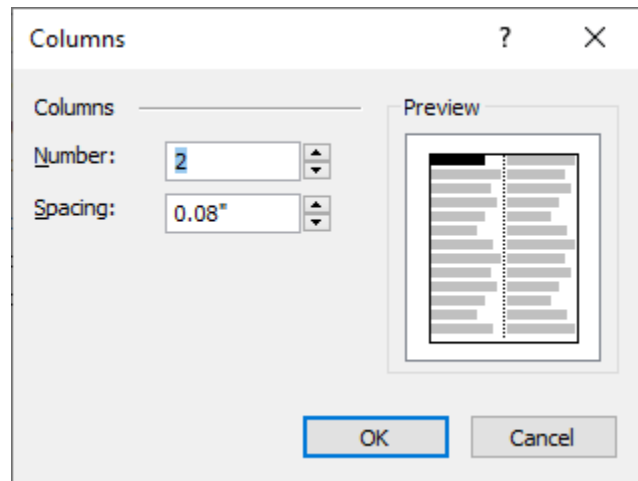 Columns
?
Columns
Preview
Number:
2
Spacing:
0.08"
OK
Cancel